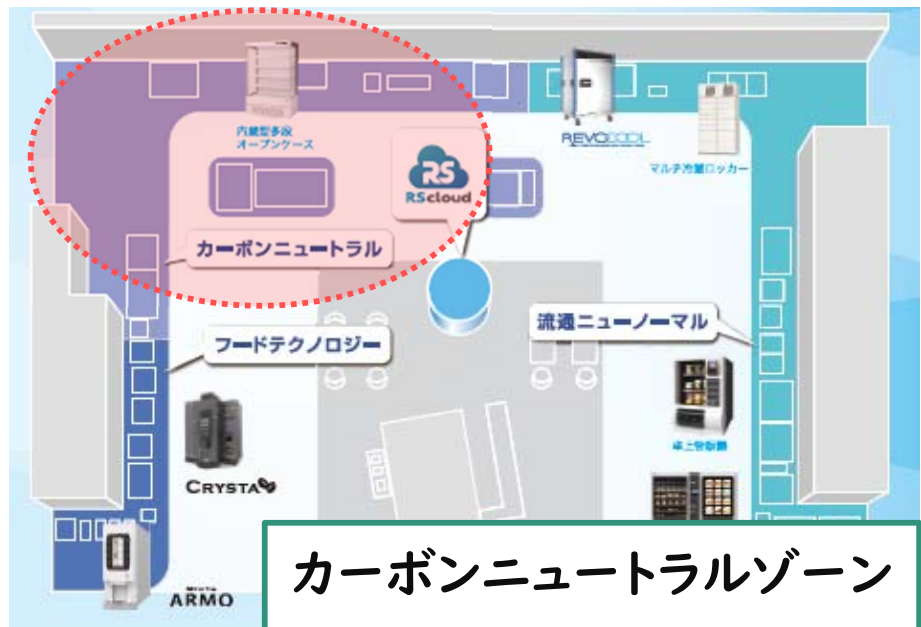 内蔵型多段
オープンケース
REVOCOOL
マルチ冷蔵ロッカー
RS
RScloud
カーボンニュートラル
流通ニューノーマル
フードテクノロジー
卓上自販機
CRYSTA
ARMO
カーボンニュートラルゾーン